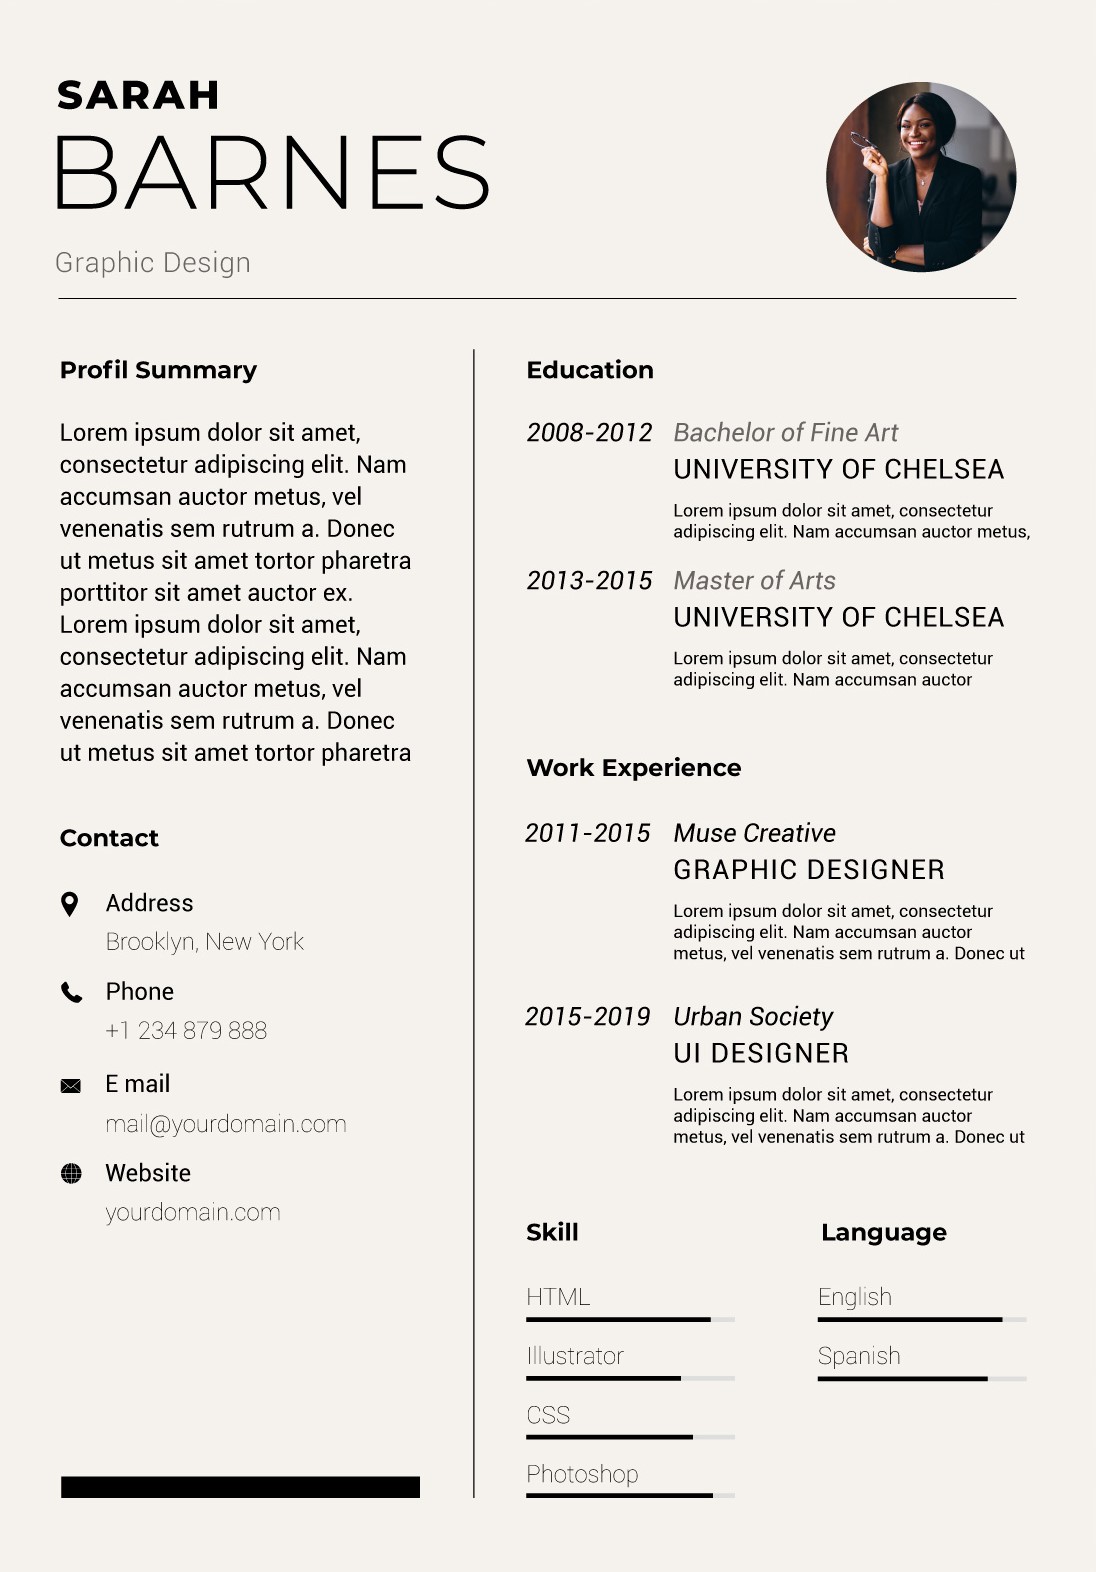 SARAH
BARNES
Graphic Design
Profil Summary
Lorem ipsum dolor sit amet,
consectetur adipiscing elit. Nam
accumsan auctor metus, vel
venenatis sem rutrum a. Donec
ut metus sit amet tortor pharetra
porttitor sit amet auctor ex.
Lorem ipsum dolor sit amet,
consectetur adipiscing elit. Nam
accumsan auctor metus, vel
venenatis sem rutrum a. Donec
ut metus sit amet tortor pharetra
Contact
Address
Brooklyn, New York
Phone
+1 234 879 888
E mail
mail@yourdomain.com
Website
yourdomain.com
Education
2008-2012 Bachelor of Fine Art
UNIVERSITY OF CHELSEA
Lorem ipsum dolor sit amet, consectetur
adipiscing elit. Nam accumsan auctor metus,
2013-2015 Master of Arts
UNIVERSITY OF CHELSEA
Lorem ipsum dolor sit amet, consectetur
adipiscing elit. Nam accumsan auctor
Work Experience
2011-2015 Muse Creative
GRAPHIC DESIGNER
Lorem ipsum dolor sit amet, consectetur
adipiscing elit. Nam accumsan auctor
metus, vel venenatis sem rutrum a. Donec ut
2015-2019 Urban Society
UI DESIGNER
Lorem ipsum dolor sit amet, consectetur
adipiscing elit. Nam accumsan auctor
metus, vel venenatis sem rutrum a. Donec ut
Skill
HTML
Illustrator
CSS
Photoshop
Language
English
Spanish